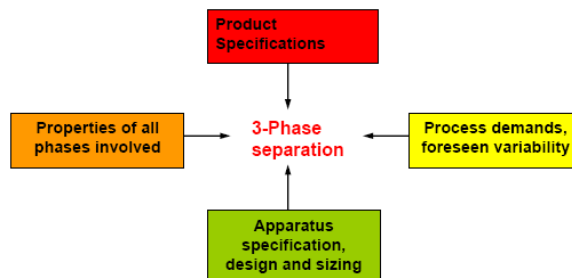 Product
Specifications
Properties of all
phases involved
3-Phase
separation
Process demands,
foreseen variability
Apparatus
specification,
design and sizing